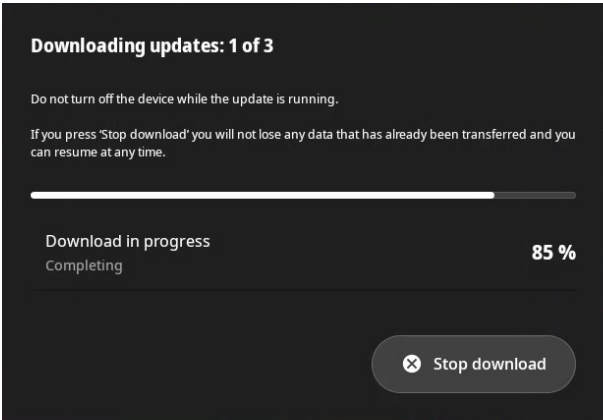 Downloading updates: 1 of 3
Do not turn off the device while the update is running.
If you press ‘Stop download’ you will not lose any data that has already been transferred and you
can resume at any time.
Download in progress
85 %
Completing
Stop download